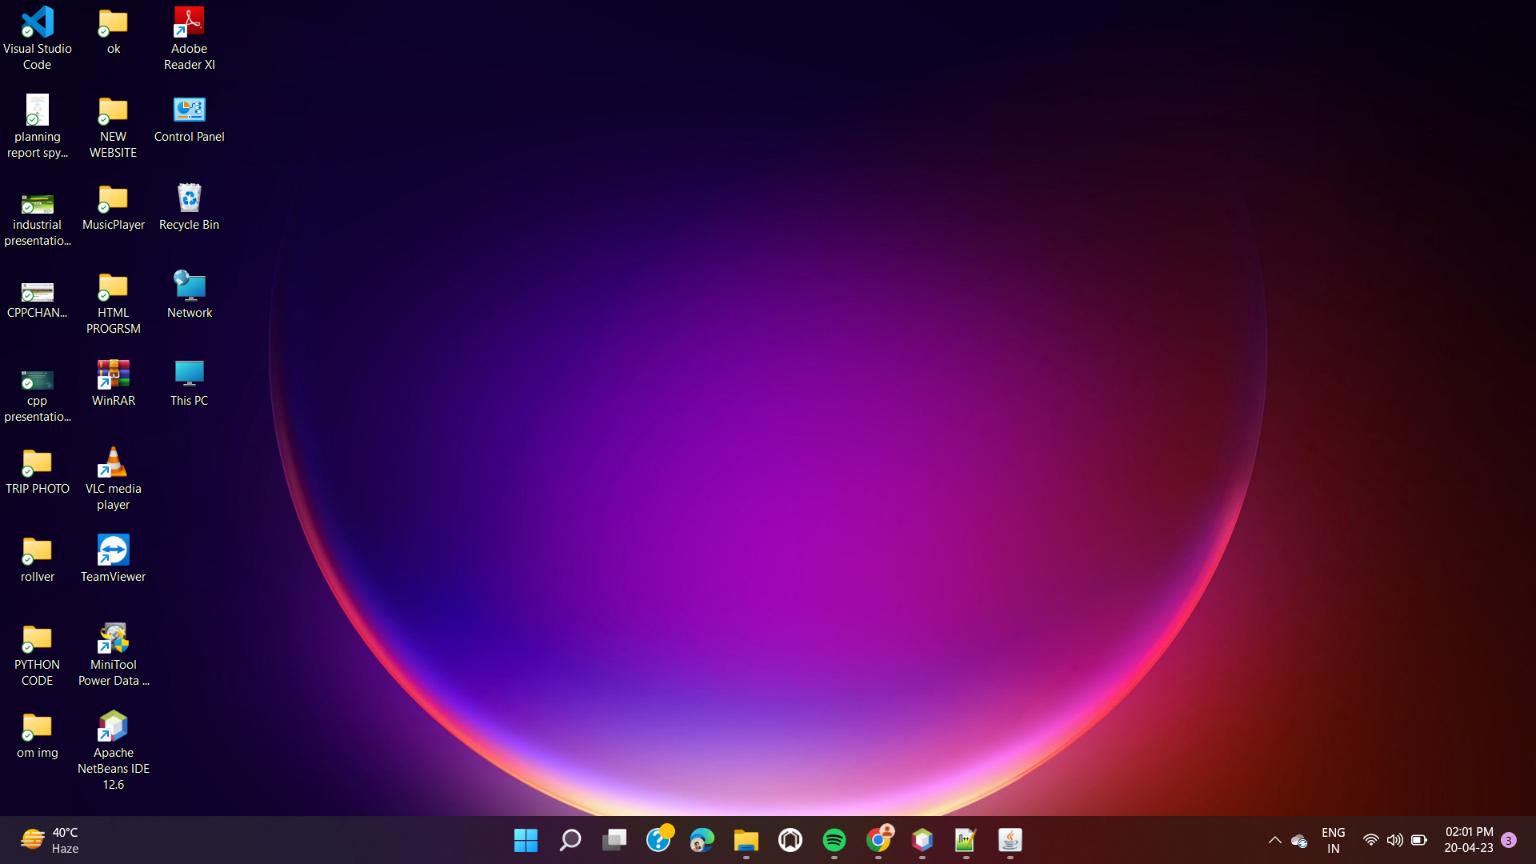 Visual Studio
Code
planning
report spy...
industrial
presentatio...
CPPCHAN...
cpp
presentatio...
TRIP PHOTO
rollver
PYTHON
CODE
om img
ok
NEW
WEBSITE
MusicPlayer
HTML
PROGRSM
WinRAR
VLC media
player
TeamViewer
MiniTool
Power Data ...
Apache
NetBeans IDE
12.6
Adobe
Reader XI
Control Panel
Recycle Bin
Network
This PC
40°C
Haze
ENG
IN
02:01 PM
20-04-23
3